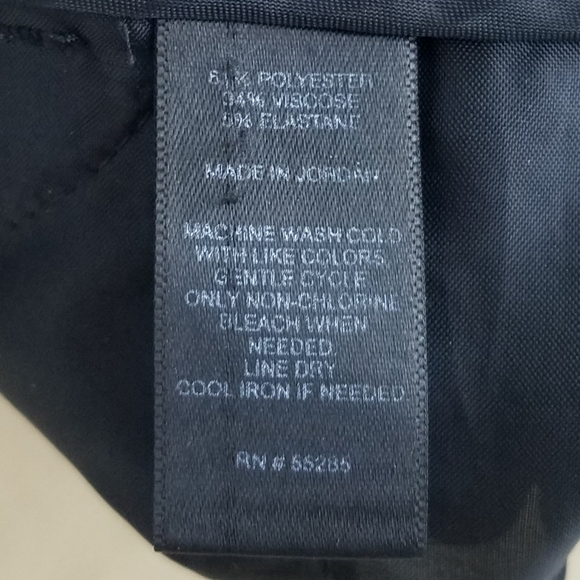 61% POLYESTER
34% VISCOSE
5% ELASTANE
MADE IN JORDAN
MACHINE WASH COLD
WITH LIKE COLORS
GENTLE CYCLE
ONLY NON-CHLORINE
BLEACH WHEN
NEEDED
LINE DRY
COOL IRON IF NEEDED
RN # 55285